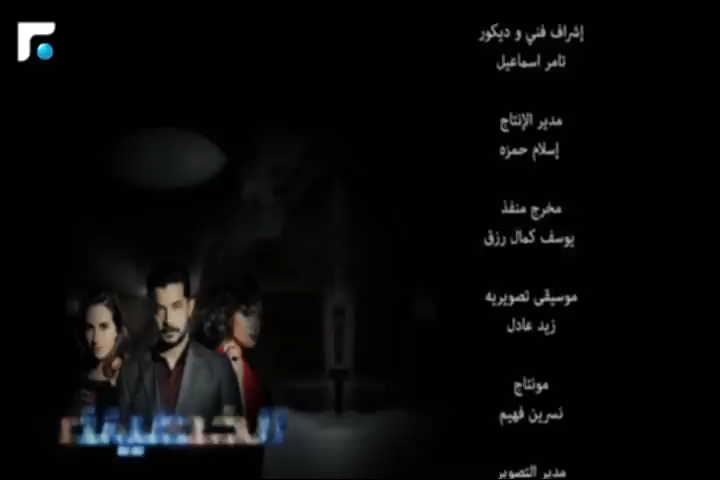 إشراف فني و ديكور
تامر اسماعيل
مدير الإنتاج
إسلام حمزه
مخرج منفذ
يوسف كمال رزق
موسيقى تصويريه
زيد عادل
مونتاج
نسرين فهيم
مدير التصوير